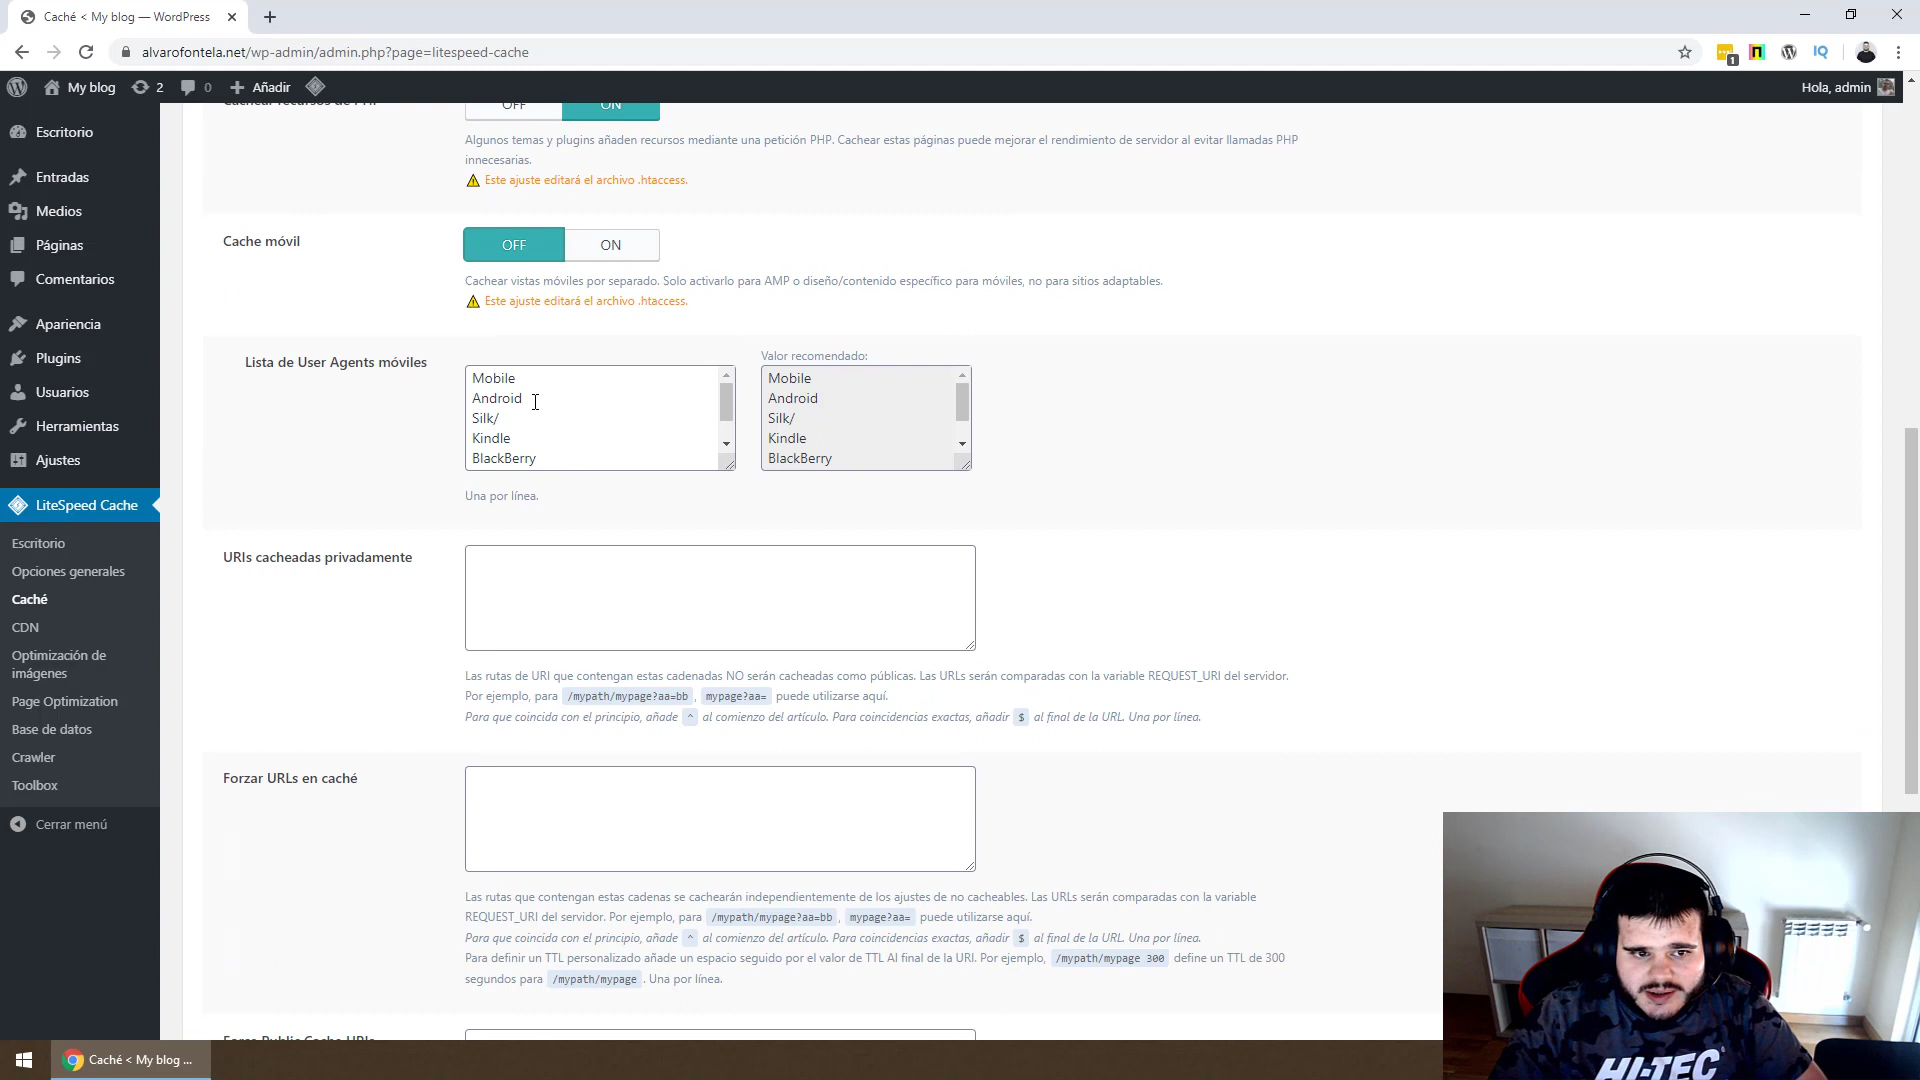 Caché < My blog — WordPress
alvarofontela.net/wp-admin/admin.php?page=litespeed-cache
1
IQ
My blog
2
0
Añadir
Hola, admin
Escritorio
Entradas
Medios
Páginas
Comentarios
Apariencia
Plugins
Usuarios
Herramientas
Ajustes
LiteSpeed Cache
Escritorio
Opciones generales
Caché
CDN
Optimización de
imágenes
Page Optimization
Base de datos
Crawler
Toolbox
Cerrar menú
Cachear recursos de PHP
OFF ON
Algunos temas y plugins añaden recursos mediante una petición PHP. Cachear estas páginas puede mejorar el rendimiento de servidor al evitar llamadas PHP
innecesarias.
Este ajuste editará el archivo .htaccess.
Cache móvil
OFF ON
Cachear vistas móviles por separado. Solo activarlo para AMP o diseño/contenido específico para móviles, no para sitios adaptables.
Este ajuste editará el archivo .htaccess.
Lista de User Agents móviles
Mobile
Android
Silk/
Kindle
BlackBerry
Valor recomendado:
Mobile
Android
Silk/
Kindle
BlackBerry
Una por línea.
URIs cacheadas privadamente
Las rutas de URI que contengan estas cadenadas NO serán cacheadas como públicas. Las URLs serán comparadas con la variable REQUEST_URI del servidor.
Por ejemplo, para /mypath/mypage?aa=bb , mypage?aa= puede utilizarse aquí.
Para que coincida con el principio, añade ^ al comienzo del artículo. Para coincidencias exactas, añadir $ al final de la URL. Una por línea.
Forzar URLs en caché
Las rutas que contengan estas cadenas se cachearán independientemente de los ajustes de no cacheables. Las URLs serán comparadas con la variable
REQUEST_URI del servidor. Por ejemplo, para /mypath/mypage?aa=bb , mypage?aa= puede utilizarse aquí.
Para que coincida con el principio, añade ^ al comienzo del artículo. Para coincidencias exactas, añadir $ al final de la URL. Una por línea.
Para definir un TTL personalizado añade un espacio seguido por el valor de TTL Al final de la URI. Por ejemplo, /mypath/mypage 300 define un TTL de 300
segundos para /mypath/mypage . Una por línea.
Force Public Cache URIs
Caché < My blog ...
HI-TEC